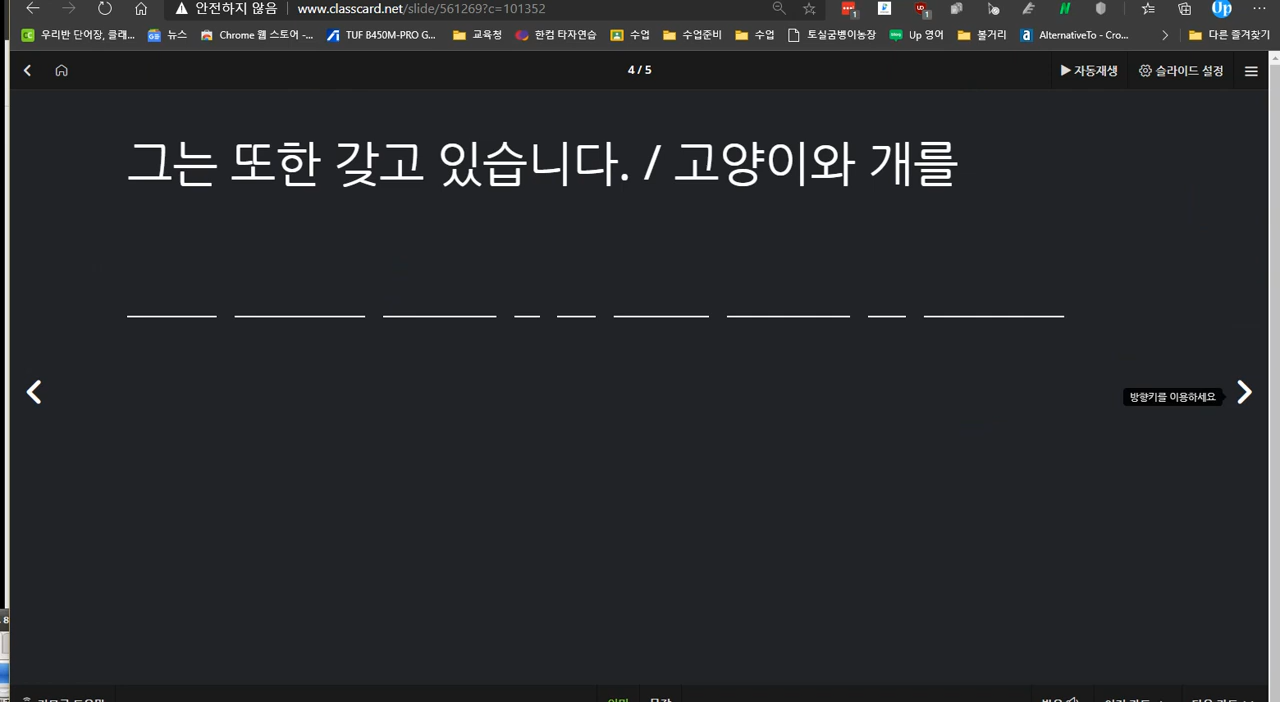 안전하지 않음 www.classcard.net/slide/561269?c=101352
우리반 단어장, 클래... 뉴스 Chrome 웹 스토어 -... TUF B450M-PRO G... 교육청 한컴 타자연습 수업 수업준비 수업 토실굼벵이농장 Up 영어 볼거리 AlternativeTo - Cro... 다른 즐겨찾기
4 / 5 자동재생 슬라이드 설정
그는 또한 갖고 있습니다. / 고양이와 개를
방향키를 이용하세요